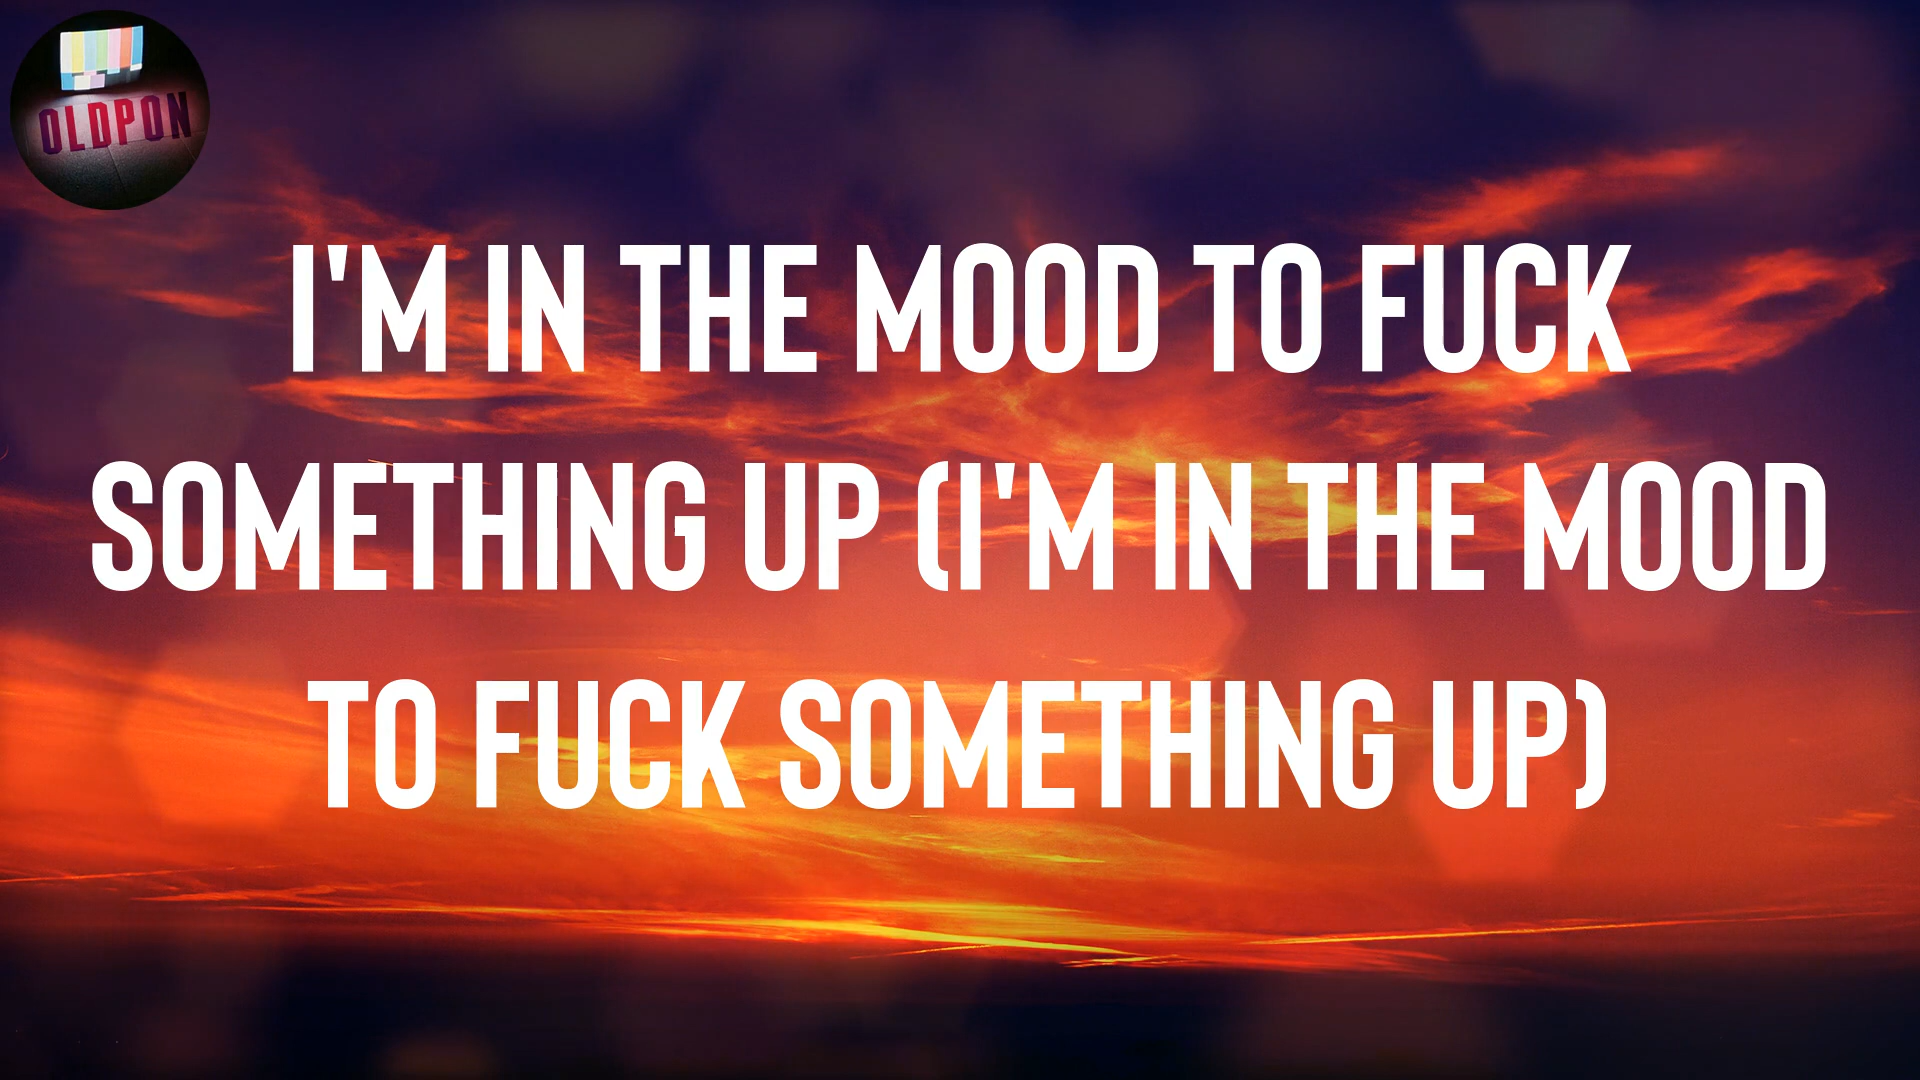 OLDPON
I'M IN THE MOOD TO FUCK
SOMETHING UP (I'M IN THE MOOD
TO FUCK SOMETHING UP)